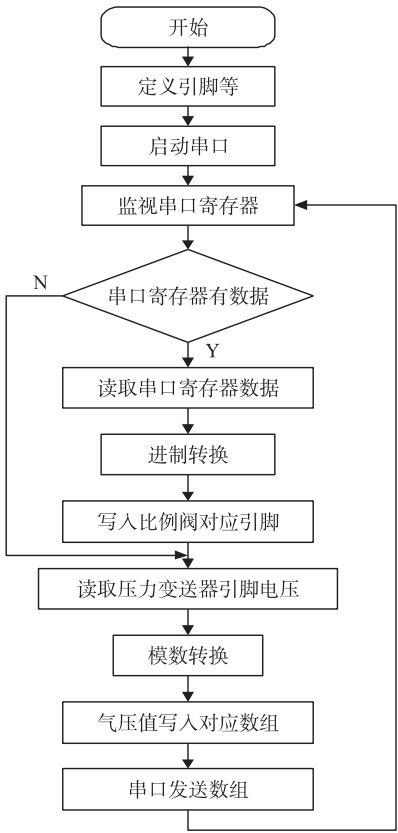 开始
定义引脚等
启动串口
监视串口寄存器
N
串口寄存器有数据
Y
读取串口寄存器数据
进制转换
写入比例阀对应引脚
读取压力变送器引脚电压
模数转换
气压值写入对应数组
串口发送数组